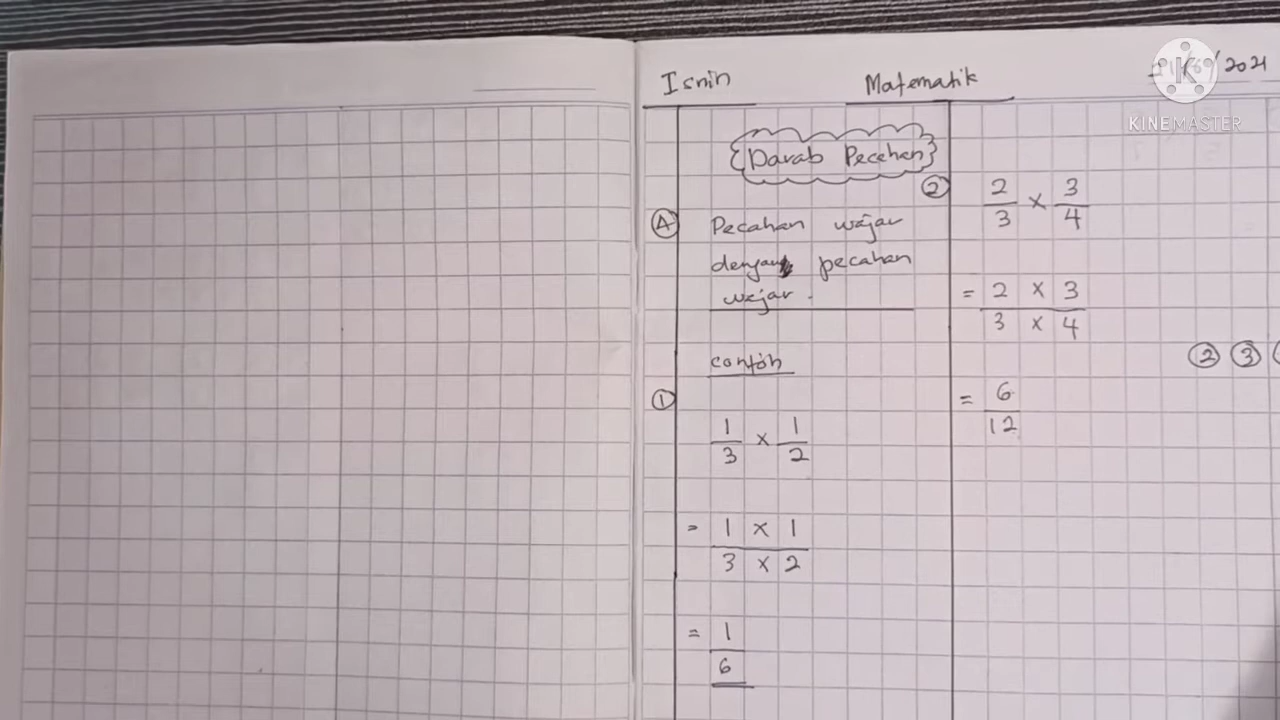 Isnin Matematik /2021
KINEMASTER
Darab Pecahan
A Pecahan wajar
dengan pecahan
wajar.
contoh
1
1/3 × 1/2
= 1 × 1 / 3 × 2
= 1/6
2
2/3 × 3/4
= 2 × 3 / 3 × 4
= 6/12
2 3